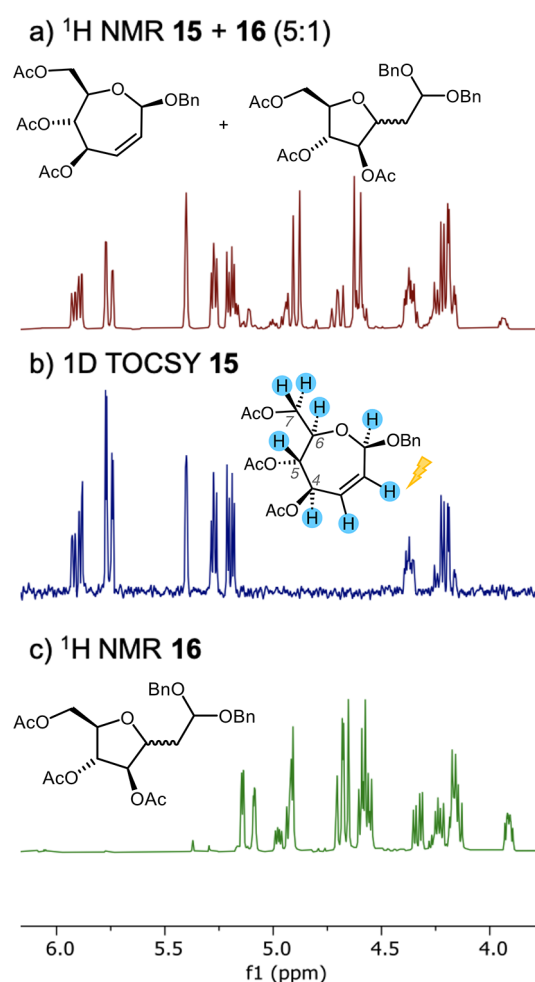 a) ¹H NMR 15 + 16 (5:1)
AcO
O
OBn
AcO
AcO
+
BnO
OBn
AcO
O
AcO
OAc
b) 1D TOCSY 15
H H
H
H
AcO
7
6
O
H
OBn
AcO
5
4
H
AcO
H
H
c) ¹H NMR 16
BnO
OBn
AcO
O
AcO
OAc
6.0 5.5 5.0 4.5 4.0
f1 (ppm)